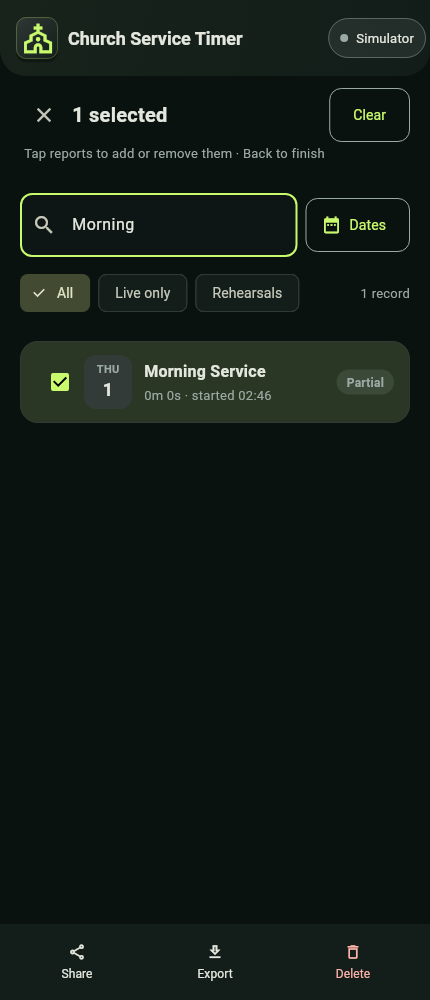 Church Service Timer
Simulator
1 selected
Clear
Tap reports to add or remove them · Back to finish
Morning
Dates
All
Live only
Rehearsals
1 record
THU
1
Morning Service
0m 0s · started 02:46
Partial
Share
Export
Delete